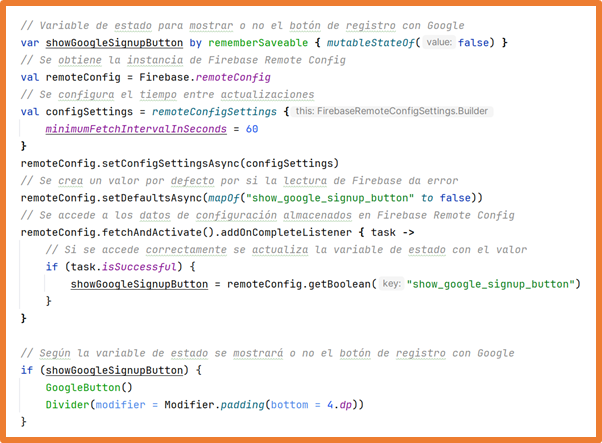 // Variable de estado para mostrar o no el botón de registro con Google
var showGoogleSignupButton by rememberSaveable { mutableStateOf( value: false) }
// Se obtiene la instancia de Firebase Remote Config
val remoteConfig = Firebase.remoteConfig
// Se configura el tiempo entre actualizaciones
val configSettings = remoteConfigSettings { this: FirebaseRemoteConfigSettings.Builder
    minimumFetchIntervalInSeconds = 60
}
remoteConfig.setConfigSettingsAsync(configSettings)
// Se crea un valor por defecto por si la lectura de Firebase da error
remoteConfig.setDefaultsAsync(mapOf("show_google_signup_button" to false))
// Se accede a los datos de configuración almacenados en Firebase Remote Config
remoteConfig.fetchAndActivate().addOnCompleteListener { task ->
    // Si se accede correctamente se actualiza la variable de estado con el valor
    if (task.isSuccessful) {
        showGoogleSignupButton = remoteConfig.getBoolean( key: "show_google_signup_button")
    }
}
// Según la variable de estado se mostrará o no el botón de registro con Google
if (showGoogleSignupButton) {
    GoogleButton()
    Divider(modifier = Modifier.padding(bottom = 4.dp))
}